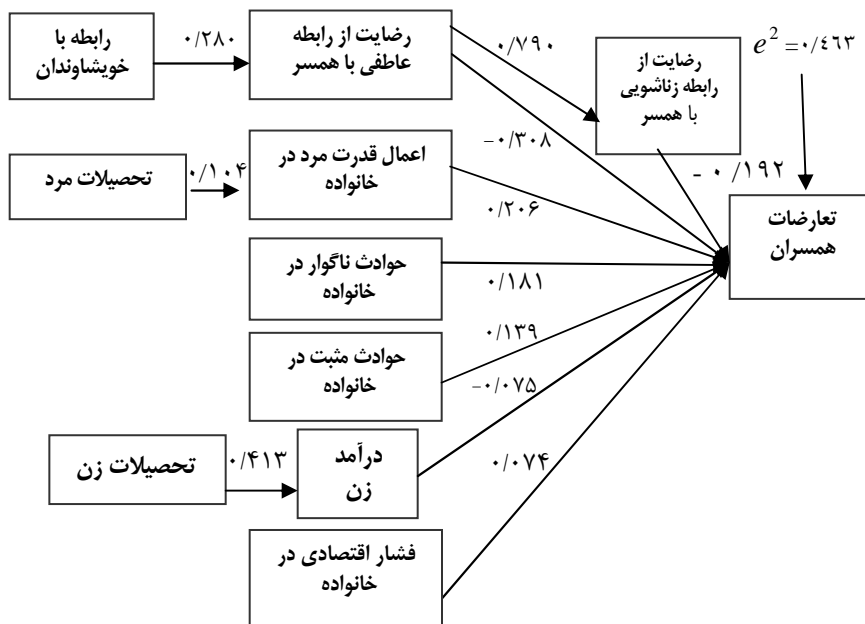 رابطه با
خویشاوندان
۰/۲۸۰
رضایت از رابطه
عاطفی با همسر
۰/۷۹۰
رضایت از
رابطه زناشویی
با همسر
e² =۰/٤٦٣
-۰/۳۰۸
- ۰/۱۹۲
تحصیلات مرد
۰/۱۰۴
اعمال قدرت مرد در
خانواده
۰/۲۰۶
تعارضات
همسران
حوادث ناگوار در
خانواده
۰/۱۸۱
حوادث مثبت در
خانواده
۰/۱۳۹
-۰/۰۷۵
تحصیلات زن
۰/۴۱۳
درآمد
زن
۰/۰۷۴
فشار اقتصادی در
خانواده